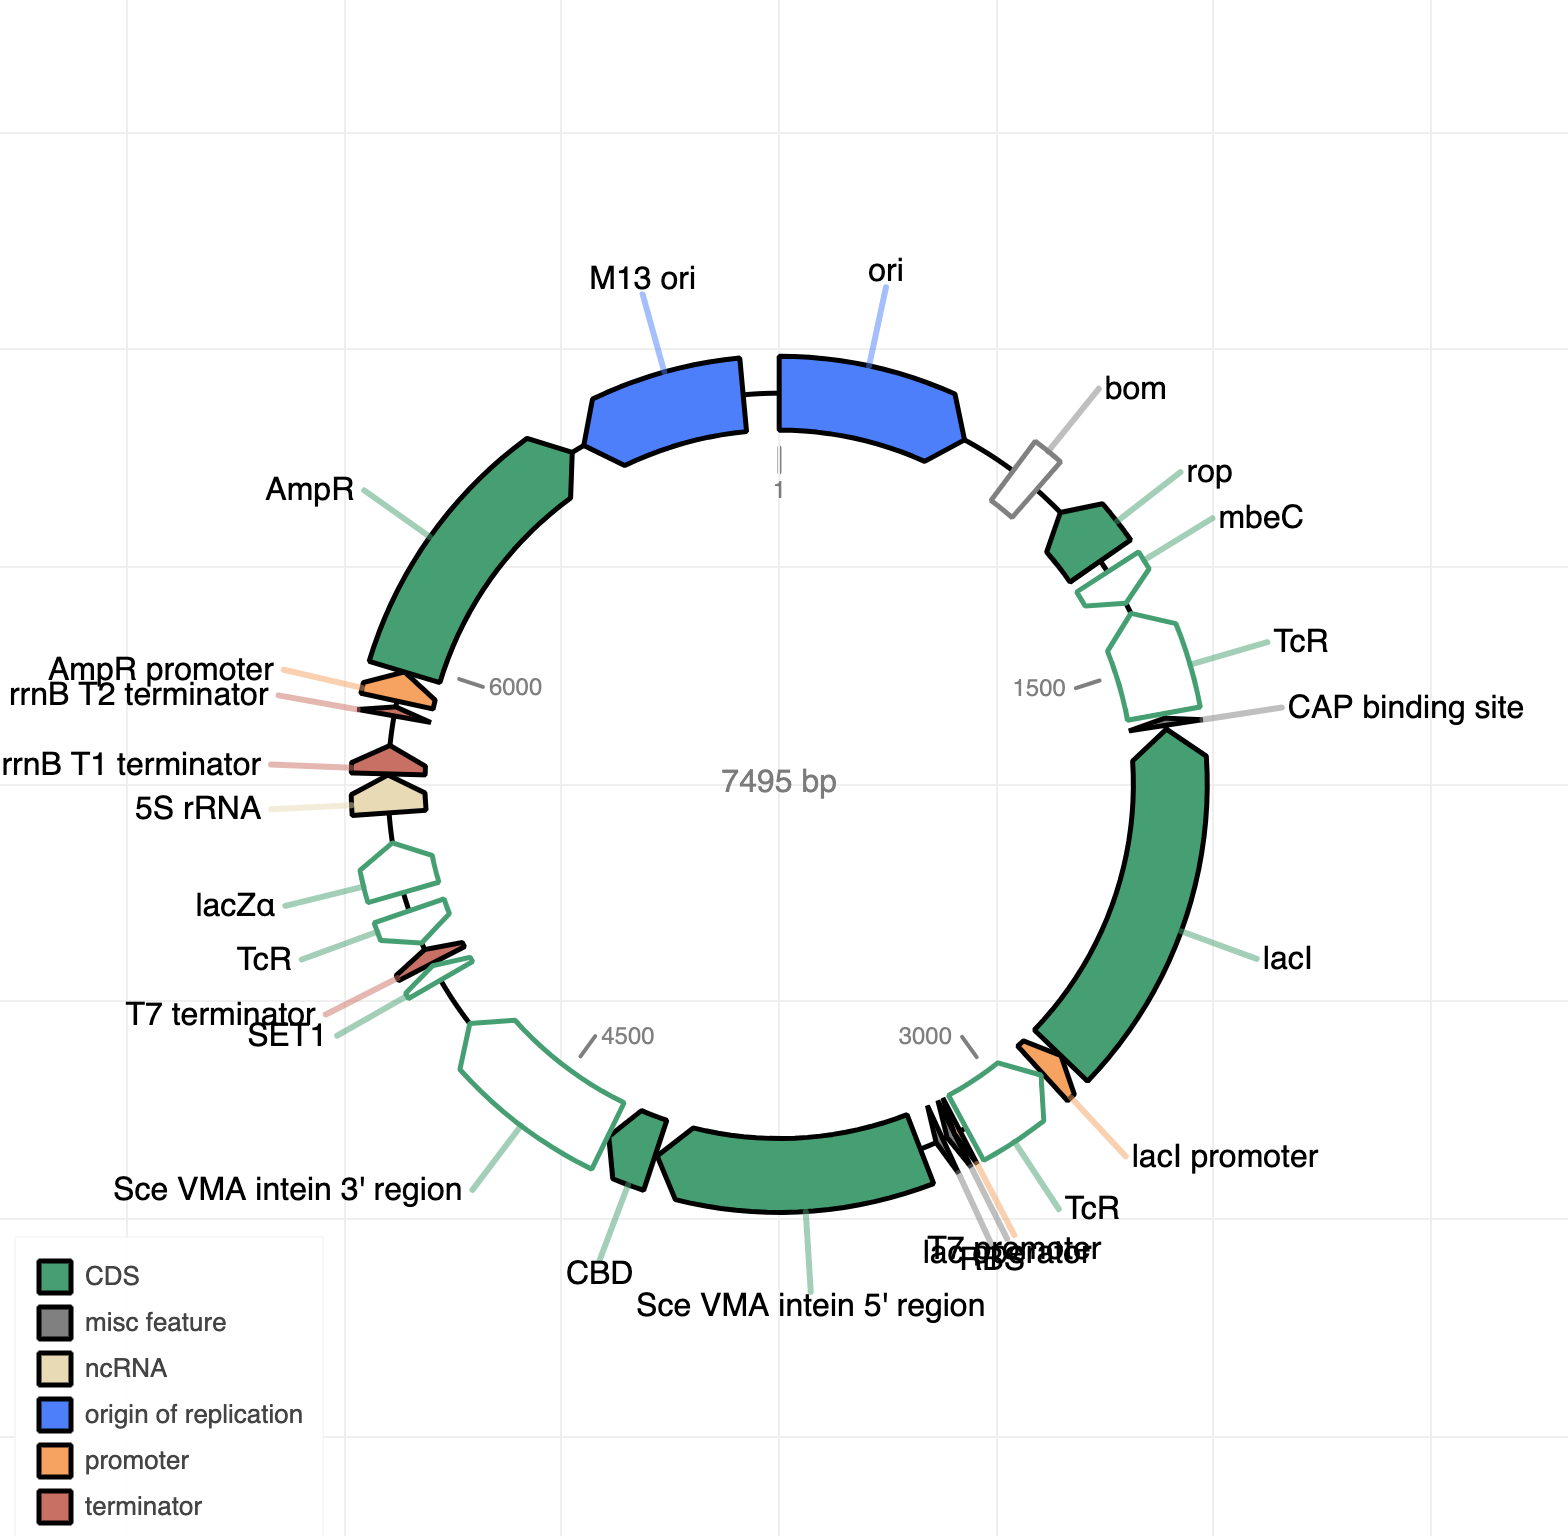 M13 ori
ori
bom
AmpR
rop
mbeC
1
TcR
AmpR promoter
rrnB T2 terminator
6000
1500
CAP binding site
rrnB T1 terminator
7495 bp
5S rRNA
lacZα
TcR
lacI
T7 terminator
SET1
4500
3000
lacI promoter
Sce VMA intein 3' region
TcR
T7 promoter
lac operator
RBS
CBD
Sce VMA intein 5' region
CDS
misc feature
ncRNA
origin of replication
promoter
terminator